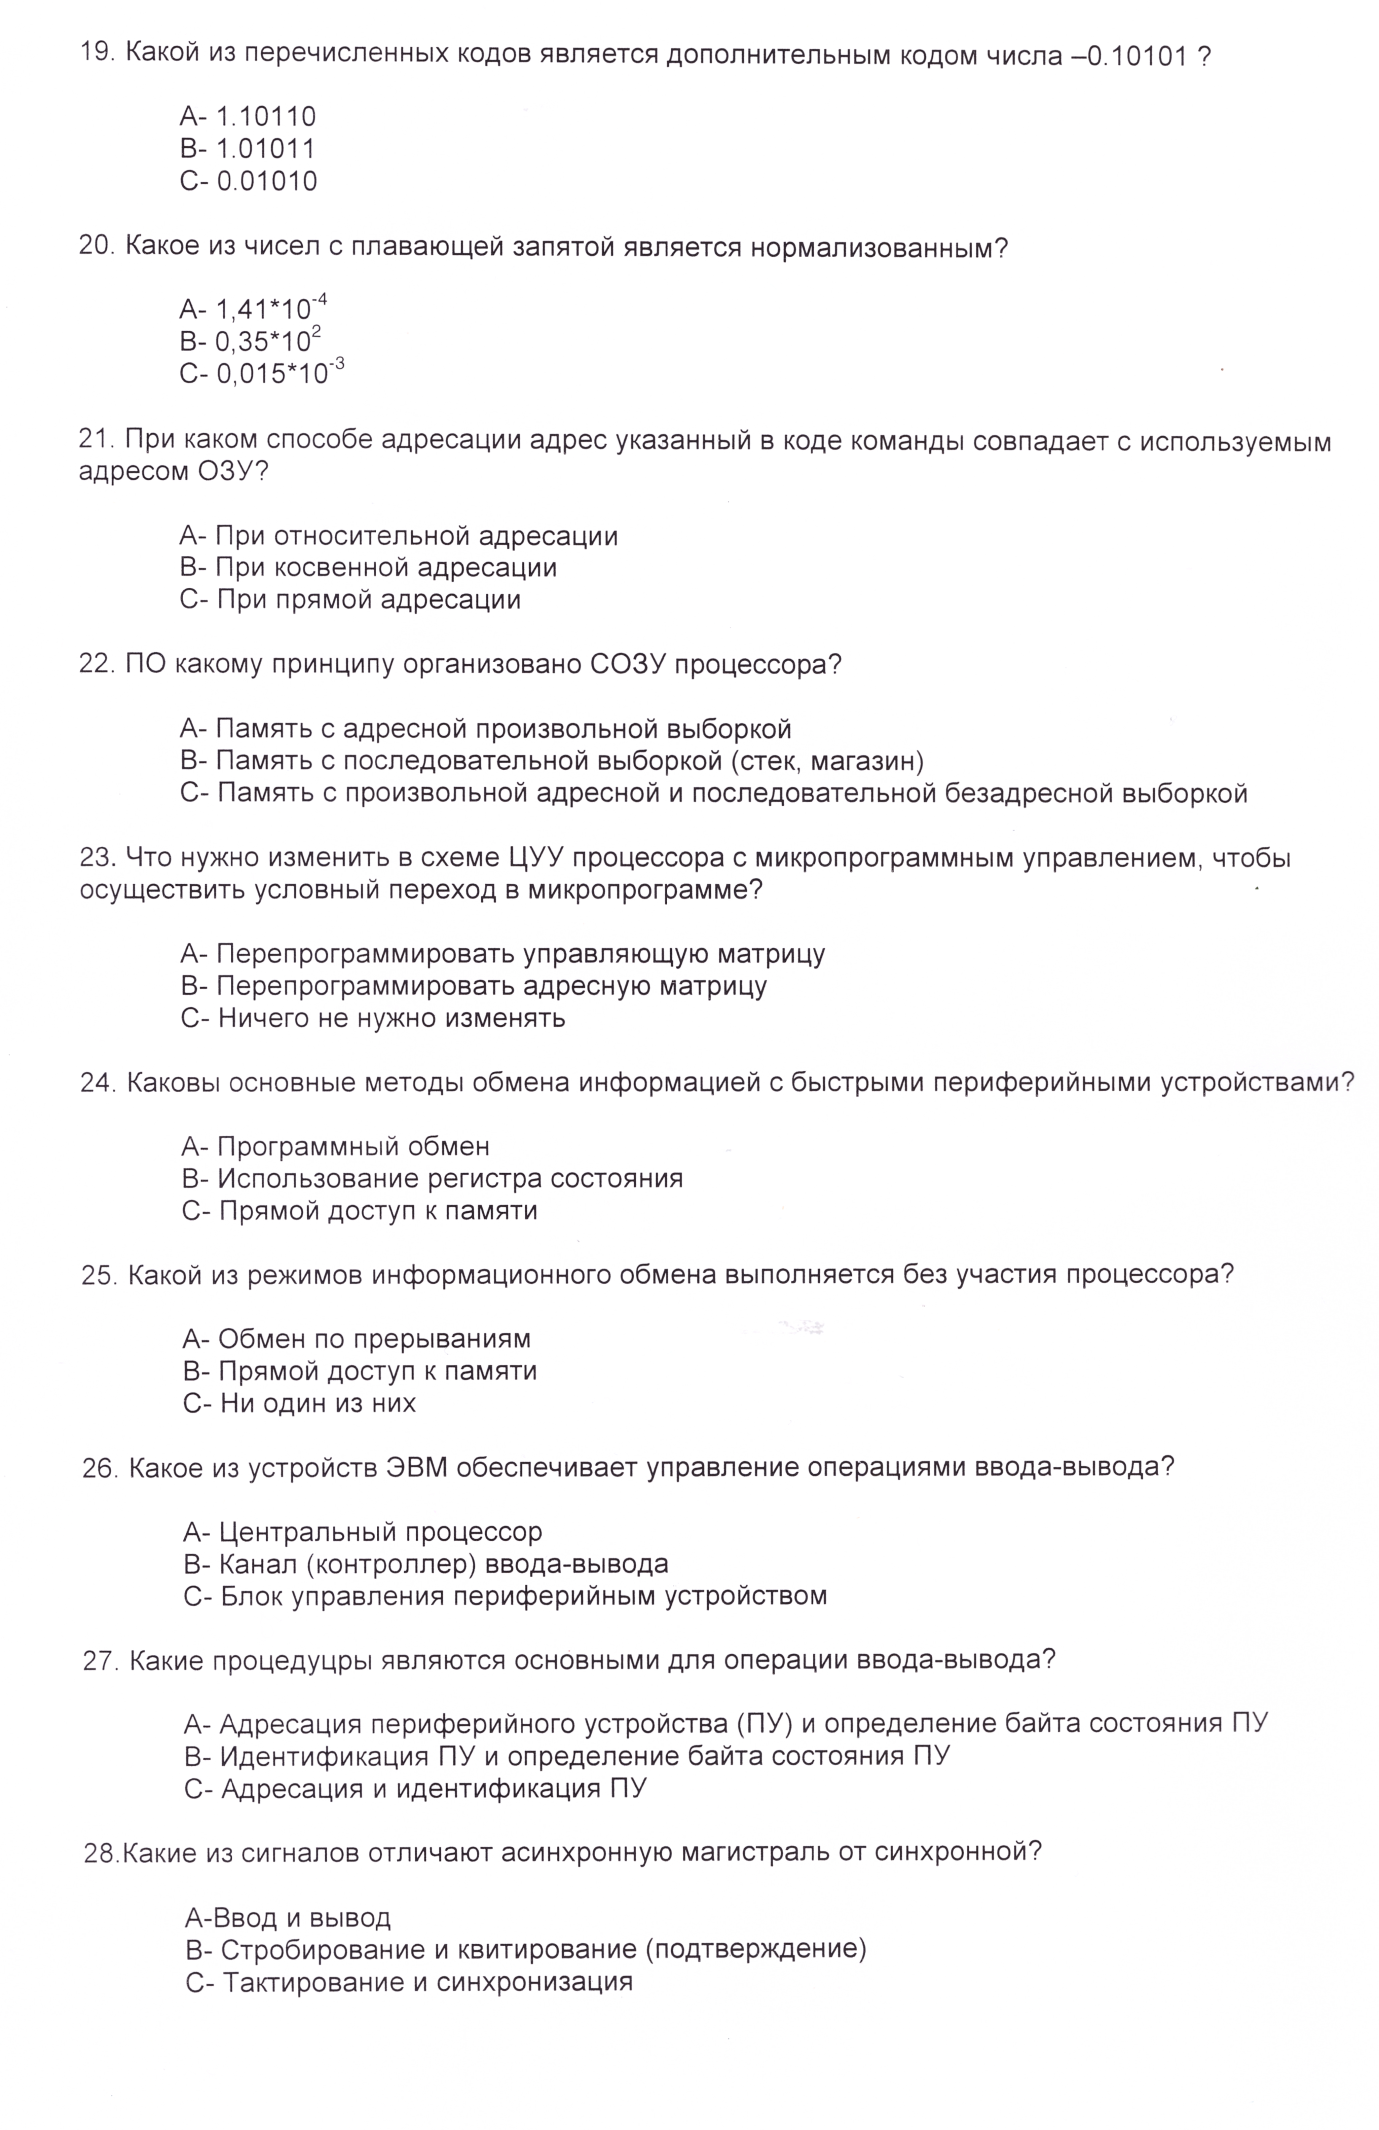 19. Какой из перечисленных кодов является дополнительным кодом числа –0.10101 ?
А- 1.10110
В- 1.01011
С- 0.01010
20. Какое из чисел с плавающей запятой является нормализованным?
А- 1,41*10⁻⁴
В- 0,35*10²
С- 0,015*10⁻³
21. При каком способе адресации адрес указанный в коде команды совпадает с используемым
адресом ОЗУ?
А- При относительной адресации
В- При косвенной адресации
С- При прямой адресации
22. ПО какому принципу организовано СОЗУ процессора?
А- Память с адресной произвольной выборкой
В- Память с последовательной выборкой (стек, магазин)
С- Память с произвольной адресной и последовательной безадресной выборкой
23. Что нужно изменить в схеме ЦУУ процессора с микропрограммным управлением, чтобы
осуществить условный переход в микропрограмме?
А- Перепрограммировать управляющую матрицу
В- Перепрограммировать адресную матрицу
С- Ничего не нужно изменять
24. Каковы основные методы обмена информацией с быстрыми периферийными устройствами?
А- Программный обмен
В- Использование регистра состояния
С- Прямой доступ к памяти
25. Какой из режимов информационного обмена выполняется без участия процессора?
А- Обмен по прерываниям
В- Прямой доступ к памяти
С- Ни один из них
26. Какое из устройств ЭВМ обеспечивает управление операциями ввода-вывода?
А- Центральный процессор
В- Канал (контроллер) ввода-вывода
С- Блок управления периферийным устройством
27. Какие процедуцры являются основными для операции ввода-вывода?
А- Адресация периферийного устройства (ПУ) и определение байта состояния ПУ
В- Идентификация ПУ и определение байта состояния ПУ
С- Адресация и идентификация ПУ
28.Какие из сигналов отличают асинхронную магистраль от синхронной?
А-Ввод и вывод
В- Стробирование и квитирование (подтверждение)
С- Тактирование и синхронизация